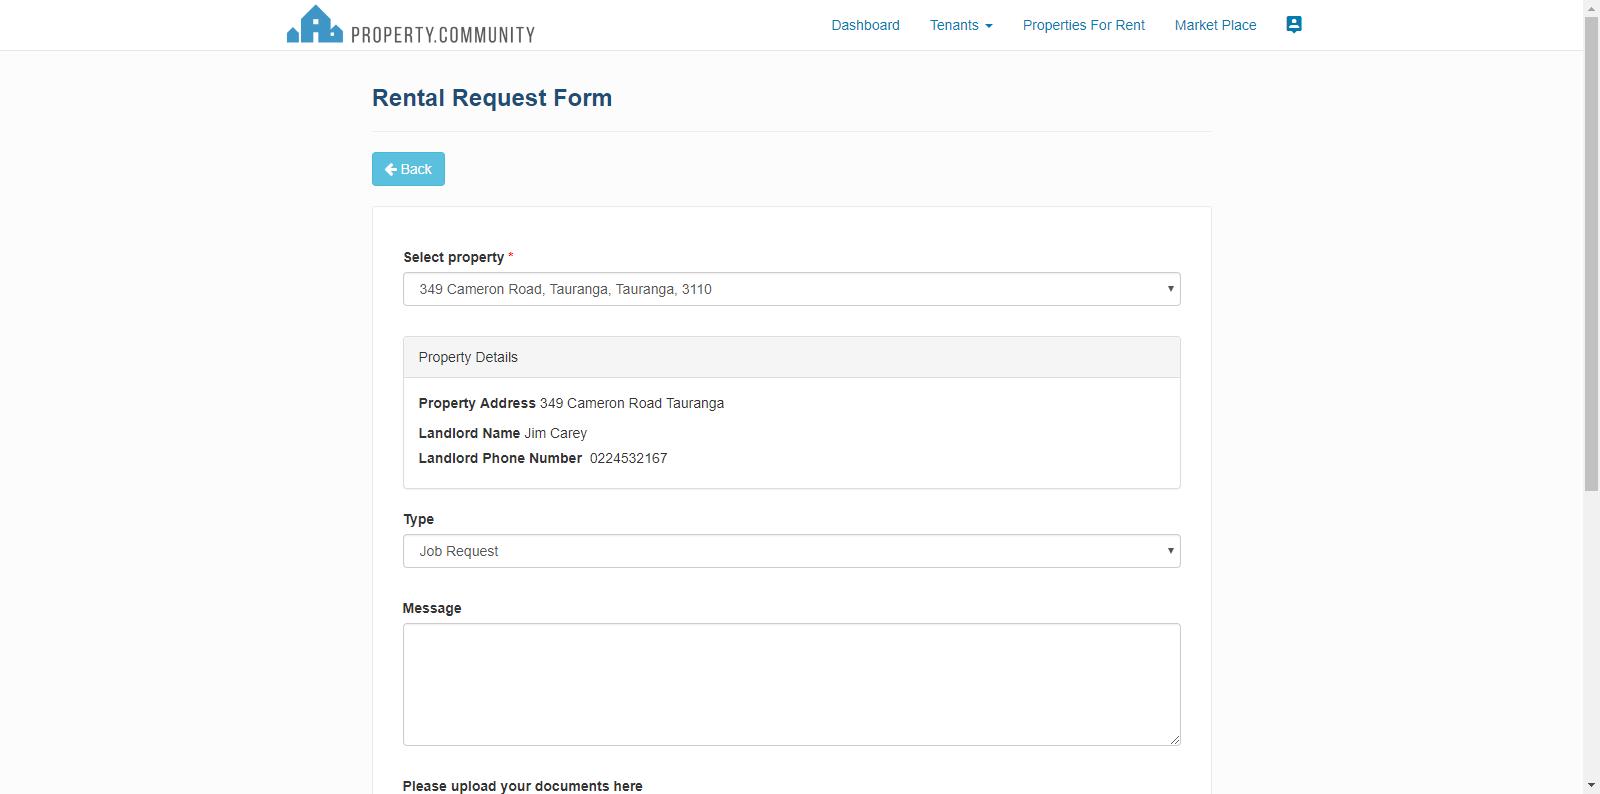 PROPERTY.COMMUNITY
Dashboard
Tenants
Properties For Rent
Market Place
Rental Request Form
Back
Select property *
349 Cameron Road, Tauranga, Tauranga, 3110
Property Details
Property Address 349 Cameron Road Tauranga
Landlord Name Jim Carey
Landlord Phone Number 0224532167
Type
Job Request
Message
Please upload your documents here